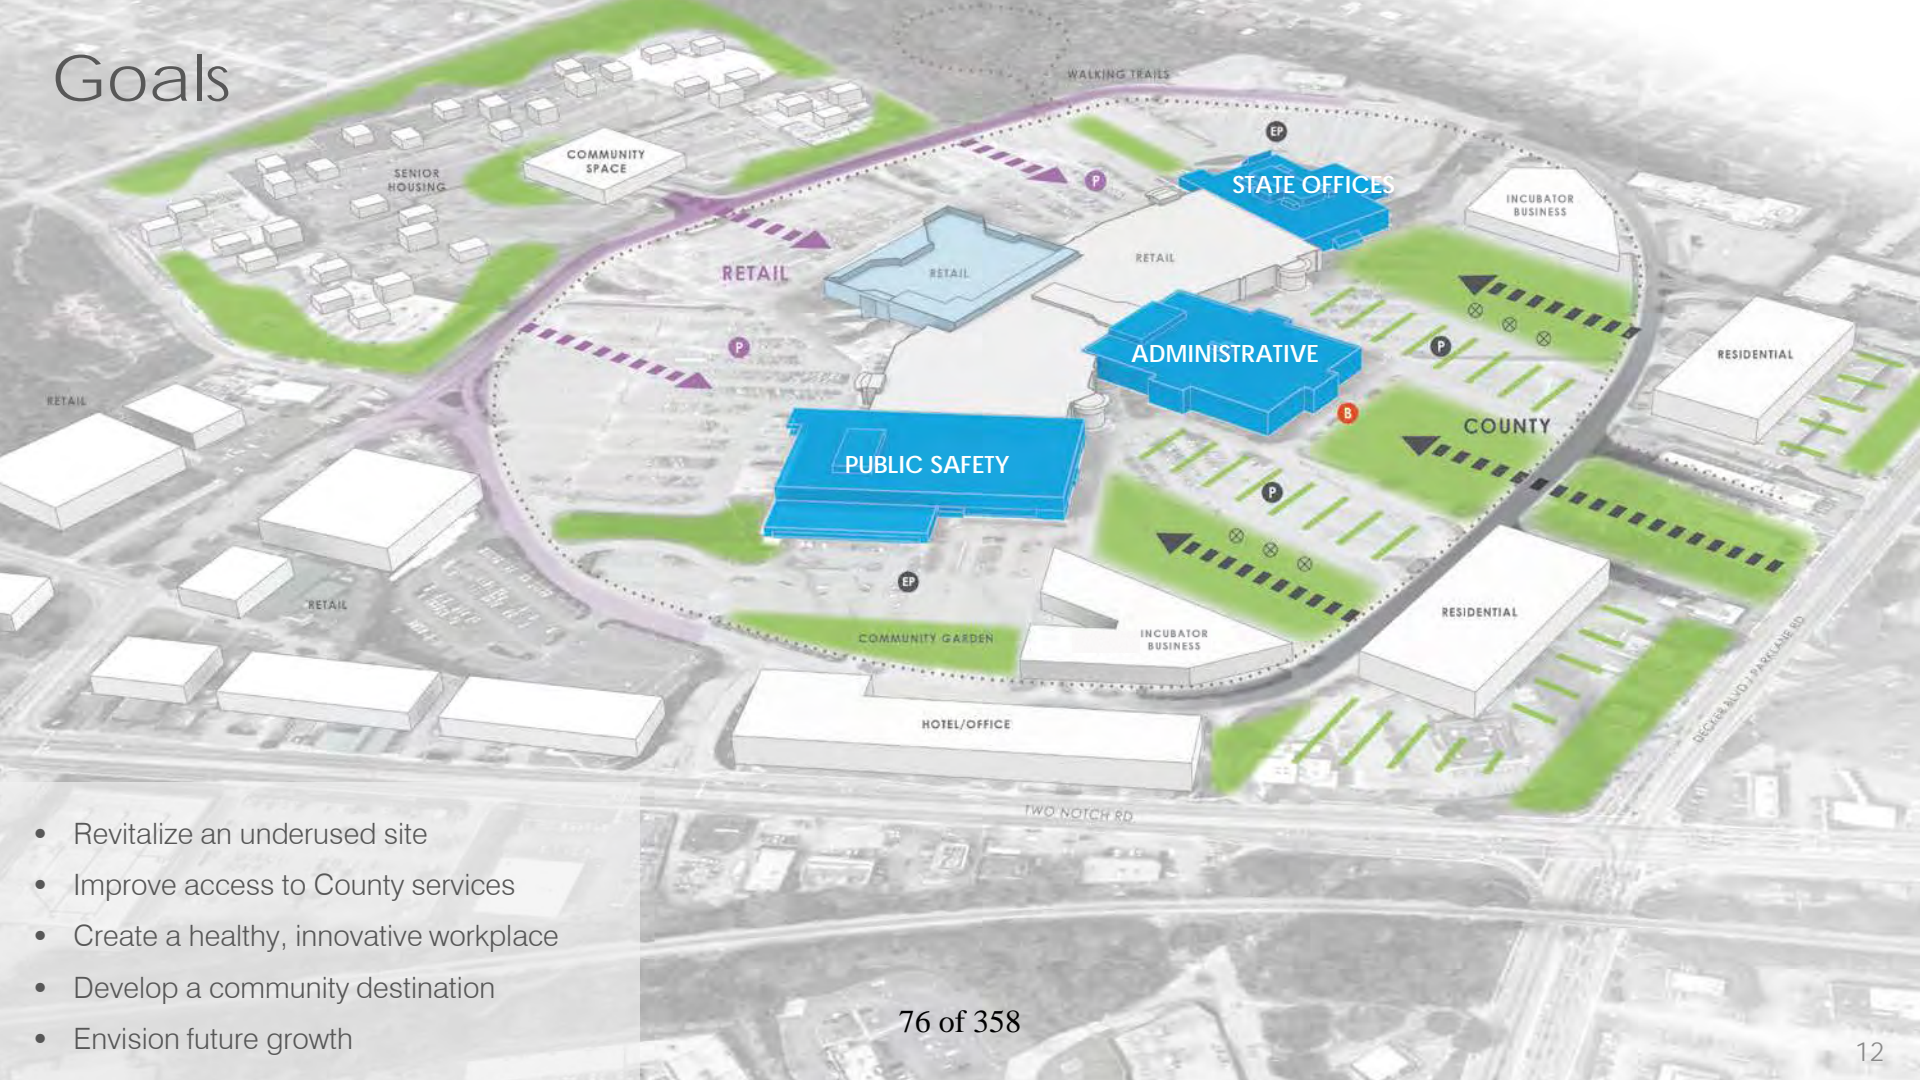 Goals
WALKING TRAILS
EP
COMMUNITY
SPACE
SENIOR
HOUSING
P
STATE OFFICES
INCUBATOR
BUSINESS
RETAIL
RETAIL
RETAIL
P
ADMINISTRATIVE
P
RESIDENTIAL
RETAIL
B
COUNTY
PUBLIC SAFETY
P
EP
RETAIL
COMMUNITY GARDEN
INCUBATOR
BUSINESS
RESIDENTIAL
DECKER BLVD / PARKLANE RD
HOTEL/OFFICE
TWO NOTCH RD
• Revitalize an underused site
• Improve access to County services
• Create a healthy, innovative workplace
• Develop a community destination
• Envision future growth
76 of 358
12